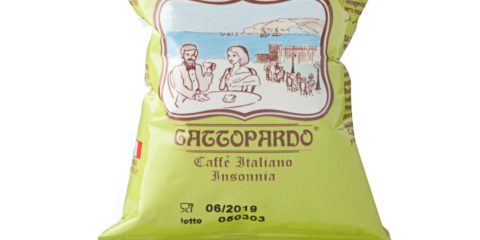 GATTOPARDO®
Caffè Italiano
Insonnia
06/2019
lotto 050303